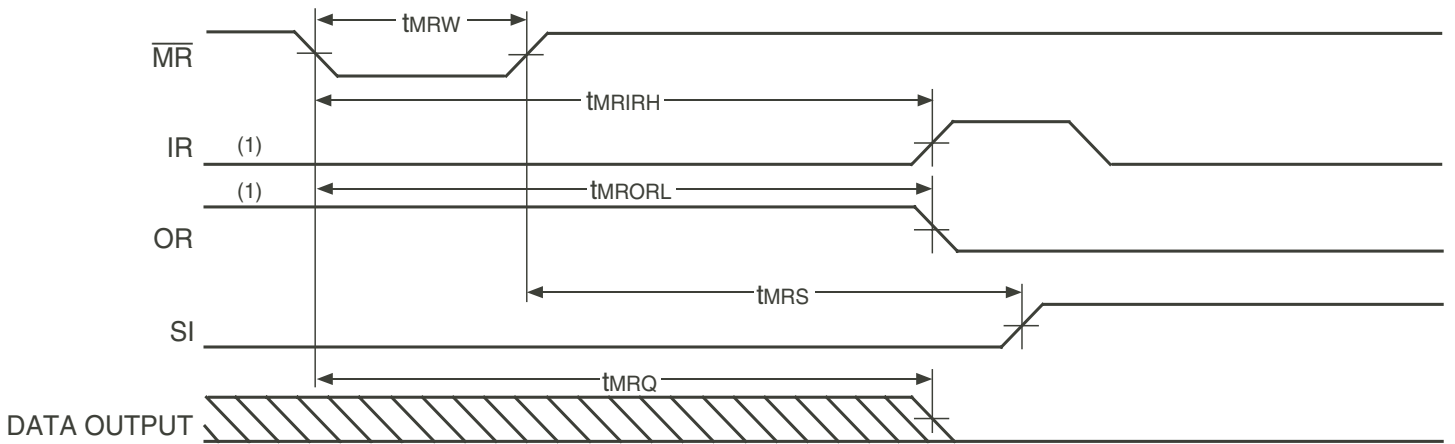 tMRW
MR
tMRIRH
IR (1)
(1) tMRORL
OR
tMRS
SI
tMRQ
DATA OUTPUT